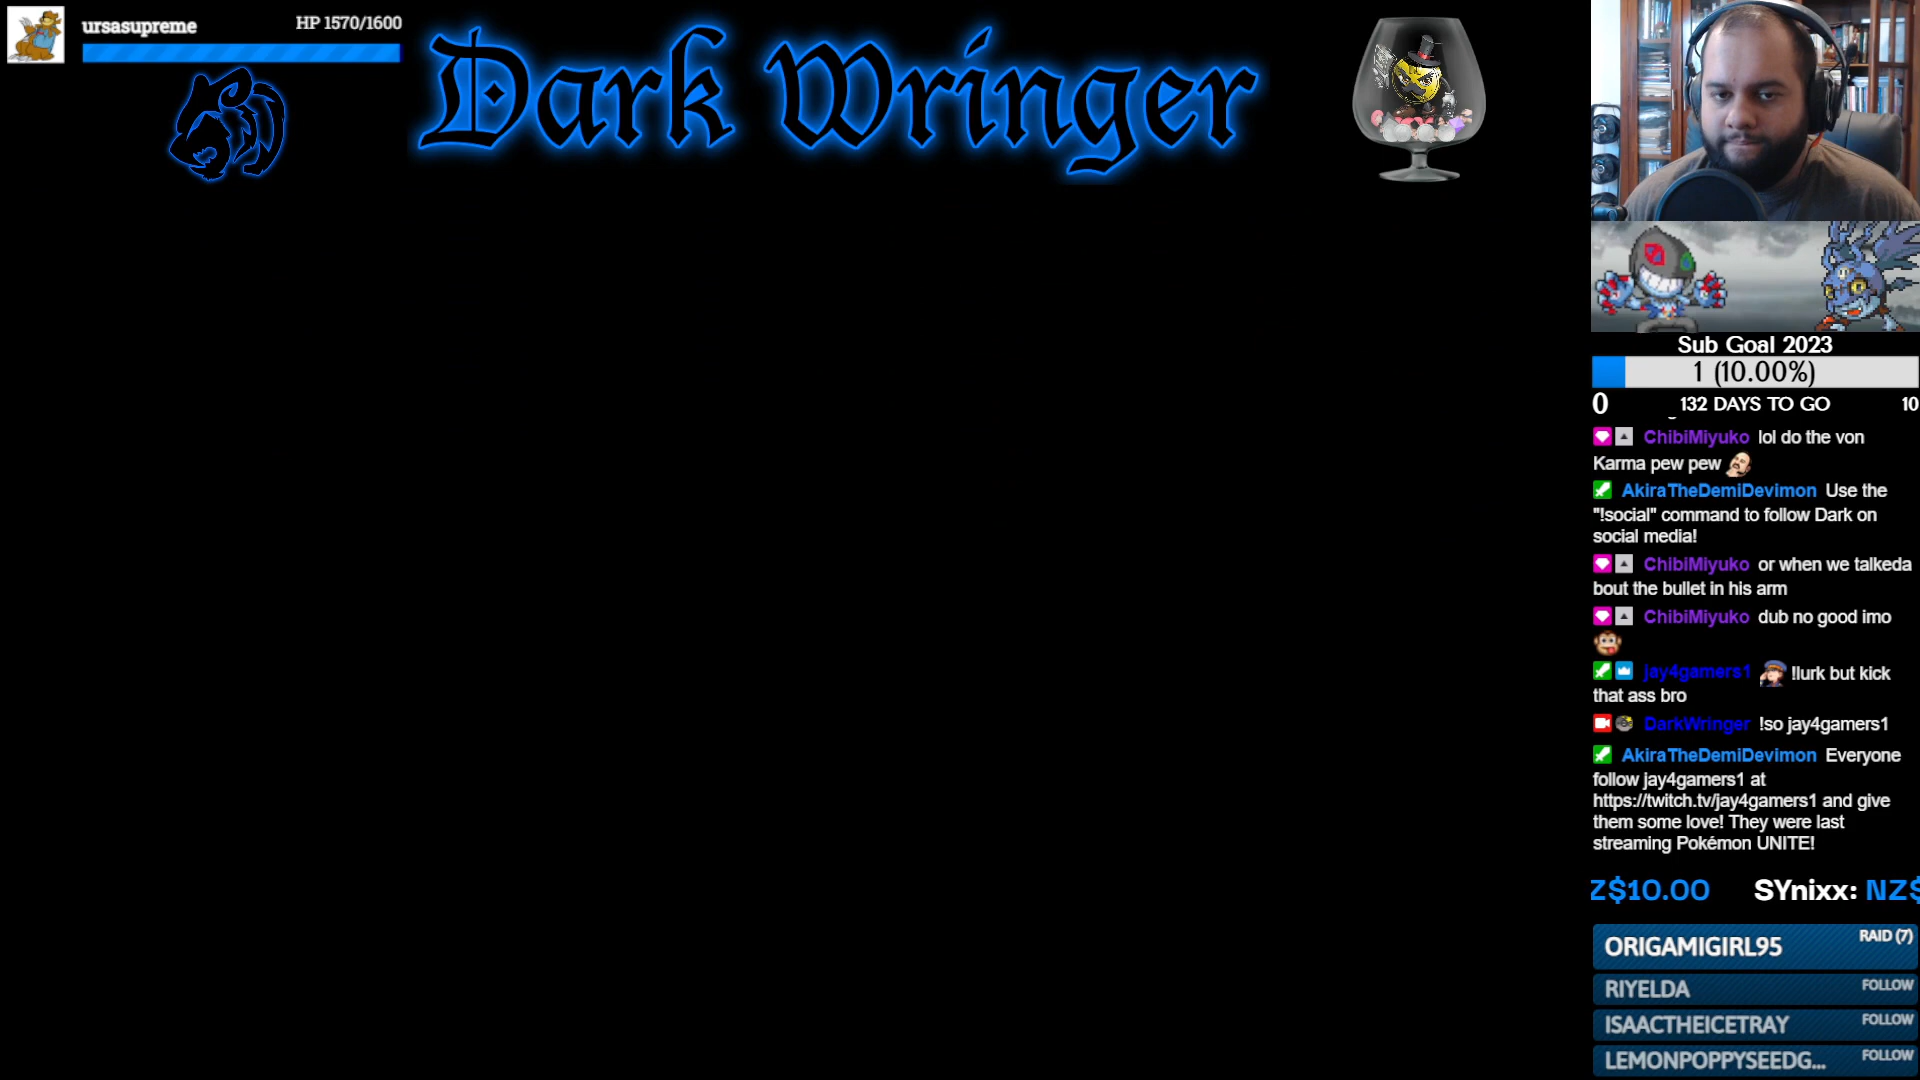 ursasupreme
HP 1570/1600
Dark Wringer
Sub Goal 2023
1 (10.00%)
0
132 DAYS TO GO
10
ChibiMiyuko lol do the von
Karma pew pew
AkiraTheDemiDevimon Use the
"!social" command to follow Dark on
social media!
ChibiMiyuko or when we talkeda
bout the bullet in his arm
ChibiMiyuko dub no good imo
jay4gamers1 !lurk but kick
that ass bro
DarkWringer !so jay4gamers1
AkiraTheDemiDevimon Everyone
follow jay4gamers1 at
https://twitch.tv/jay4gamers1 and give
them some love! They were last
streaming Pokémon UNITE!
Z$10.00 SYnixx: NZ$
ORIGAMIGIRL95 RAID (7)
RIYELDA FOLLOW
ISAACTHEICETRAY FOLLOW
LEMONPOPPYSEEDG... FOLLOW